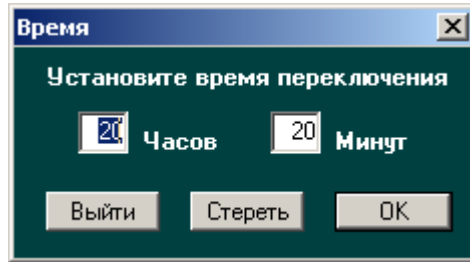 Время
Установите время переключения
20 Часов 20 Минут
Выйти Стереть OK